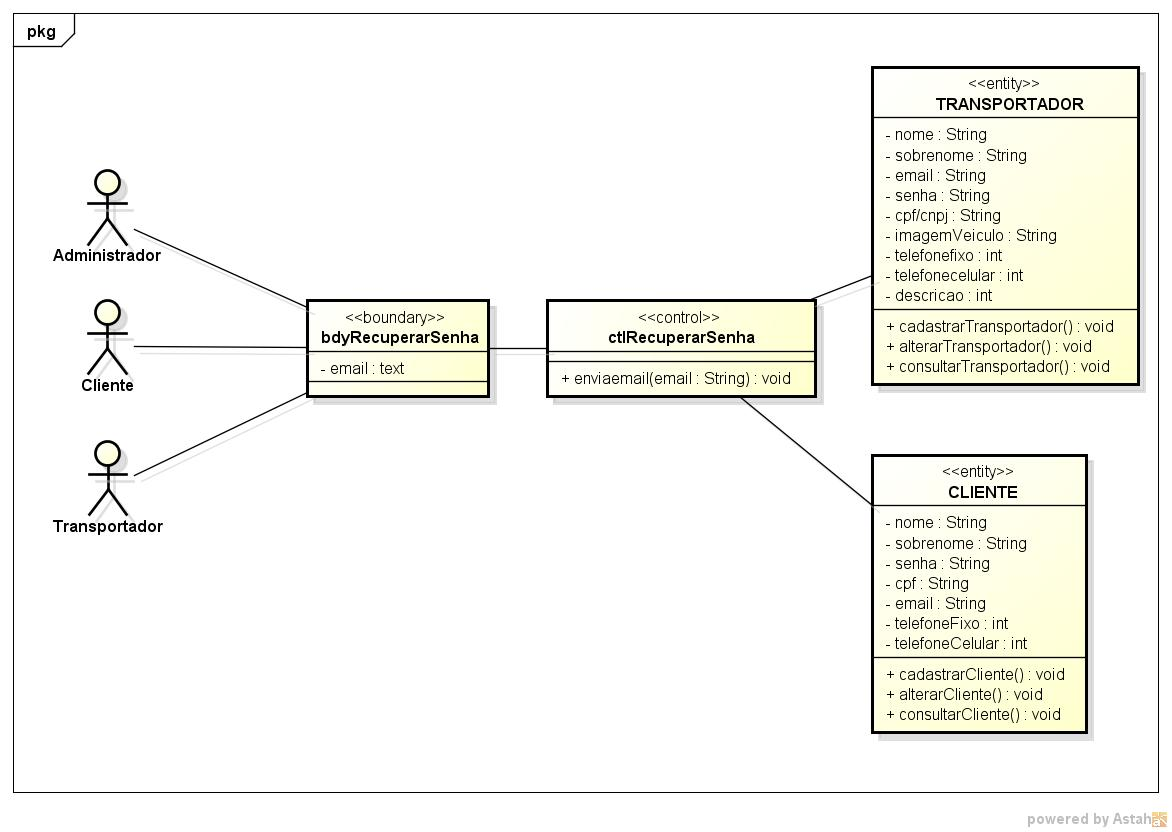 pkg
Administrador
Cliente
Transportador
<<boundary>>
bdyRecuperarSenha
- email : text
<<control>>
ctlRecuperarSenha
+ enviaemail(email : String) : void
<<entity>>
TRANSPORTADOR
- nome : String
- sobrenome : String
- email : String
- senha : String
- cpf/cnpj : String
- imagemVeiculo : String
- telefonefixo : int
- telefonecelular : int
- descricao : int
+ cadastrarTransportador() : void
+ alterarTransportador() : void
+ consultarTransportador() : void
<<entity>>
CLIENTE
- nome : String
- sobrenome : String
- senha : String
- cpf : String
- email : String
- telefoneFixo : int
- telefoneCelular : int
+ cadastrarCliente() : void
+ alterarCliente() : void
+ consultarCliente() : void
powered by Astah